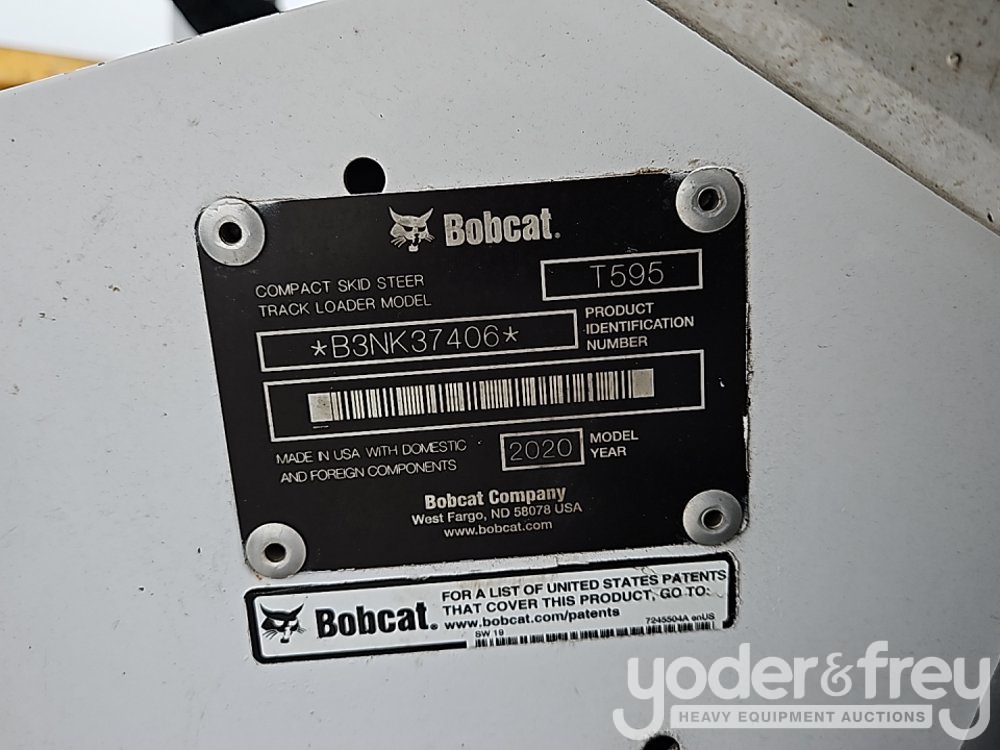 Bobcat.
COMPACT SKID STEER
TRACK LOADER MODEL
T595
*B3NK37406*
PRODUCT
IDENTIFICATION
NUMBER
MADE IN USA WITH DOMESTIC
AND FOREIGN COMPONENTS
2020
MODEL
YEAR
Bobcat Company
West Fargo, ND 58078 USA
www.bobcat.com
Bobcat.
FOR A LIST OF UNITED STATES PATENTS
THAT COVER THIS PRODUCT, GO TO:
www.bobcat.com/patents
7245504A enUS
SW 19
yoder&frey
HEAVY EQUIPMENT AUCTIONS